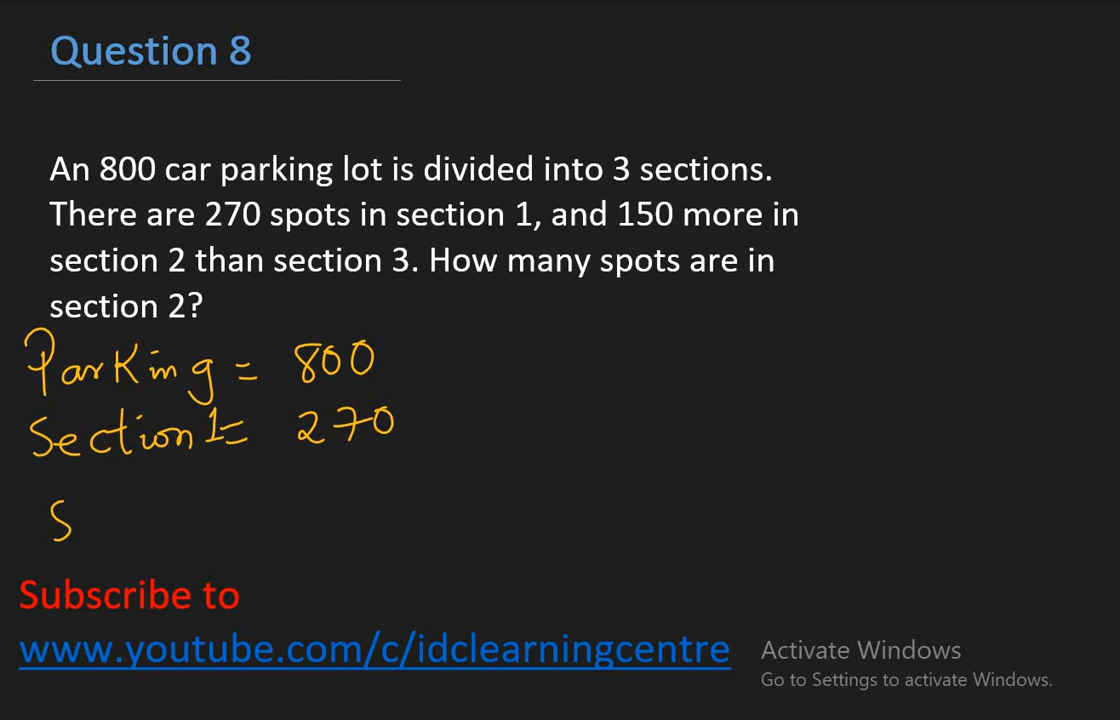 Question 8
An 800 car parking lot is divided into 3 sections.
There are 270 spots in section 1, and 150 more in
section 2 than section 3. How many spots are in
section 2?
Parking = 800
Section 1= 270
S
Subscribe to
www.youtube.com/c/idclearningcentre
Activate Windows
Go to Settings to activate Windows.